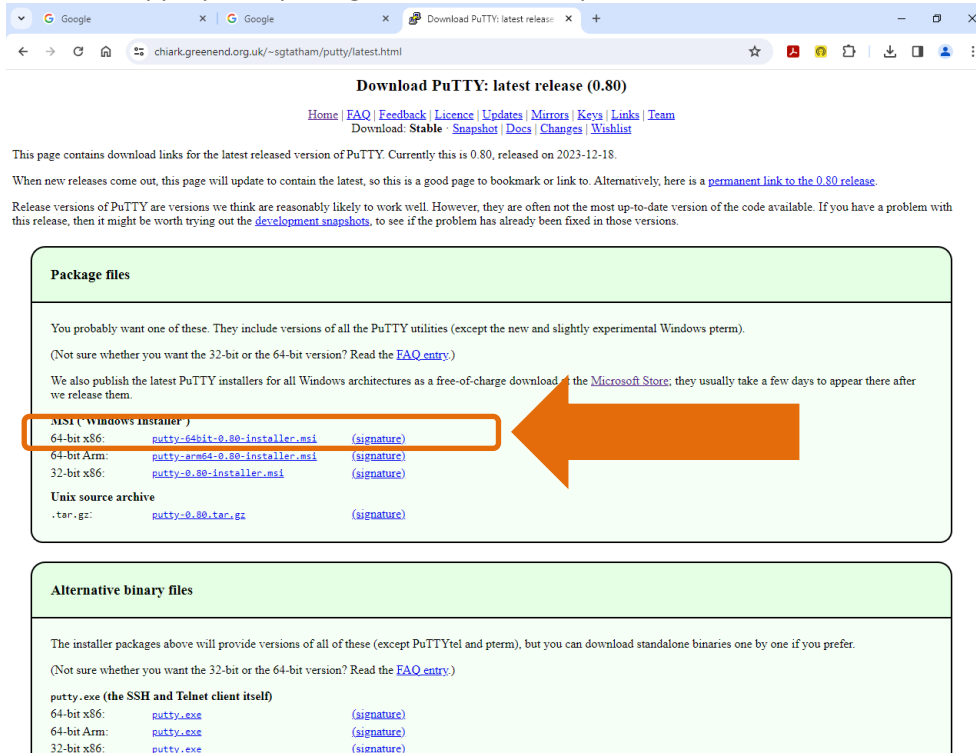 Google
Google
Download PuTTY: latest release
chiark.greenend.org.uk/~sgtatham/putty/latest.html
Download PuTTY: latest release (0.80)
Home | FAQ | Feedback | Licence | Updates | Mirrors | Keys | Links | Team
Download: Stable · Snapshot | Docs | Changes | Wishlist
This page contains download links for the latest released version of PuTTY. Currently this is 0.80, released on 2023-12-18.
When new releases come out, this page will update to contain the latest, so this is a good page to bookmark or link to. Alternatively, here is a permanent link to the 0.80 release.
Release versions of PuTTY are versions we think are reasonably likely to work well. However, they are often not the most up-to-date version of the code available. If you have a problem with
this release, then it might be worth trying out the development snapshots, to see if the problem has already been fixed in those versions.
Package files
You probably want one of these. They include versions of all the PuTTY utilities (except the new and slightly experimental Windows pterm).
(Not sure whether you want the 32-bit or the 64-bit version? Read the FAQ entry.)
We also publish the latest PuTTY installers for all Windows architectures as a free-of-charge download the Microsoft Store; they usually take a few days to appear there after
we release them.
MSI ('Windows Installer')
64-bit x86: putty-64bit-0.80-installer.msi (signature)
64-bit Arm: putty-arm64-0.80-installer.msi (signature)
32-bit x86: putty-0.80-installer.msi (signature)
Unix source archive
.tar.gz: putty-0.80.tar.gz (signature)
Alternative binary files
The installer packages above will provide versions of all of these (except PuTTYtel and pterm), but you can download standalone binaries one by one if you prefer.
(Not sure whether you want the 32-bit or the 64-bit version? Read the FAQ entry.)
putty.exe (the SSH and Telnet client itself)
64-bit x86: putty.exe (signature)
64-bit Arm: putty.exe (signature)
32-bit x86: putty.exe (signature)